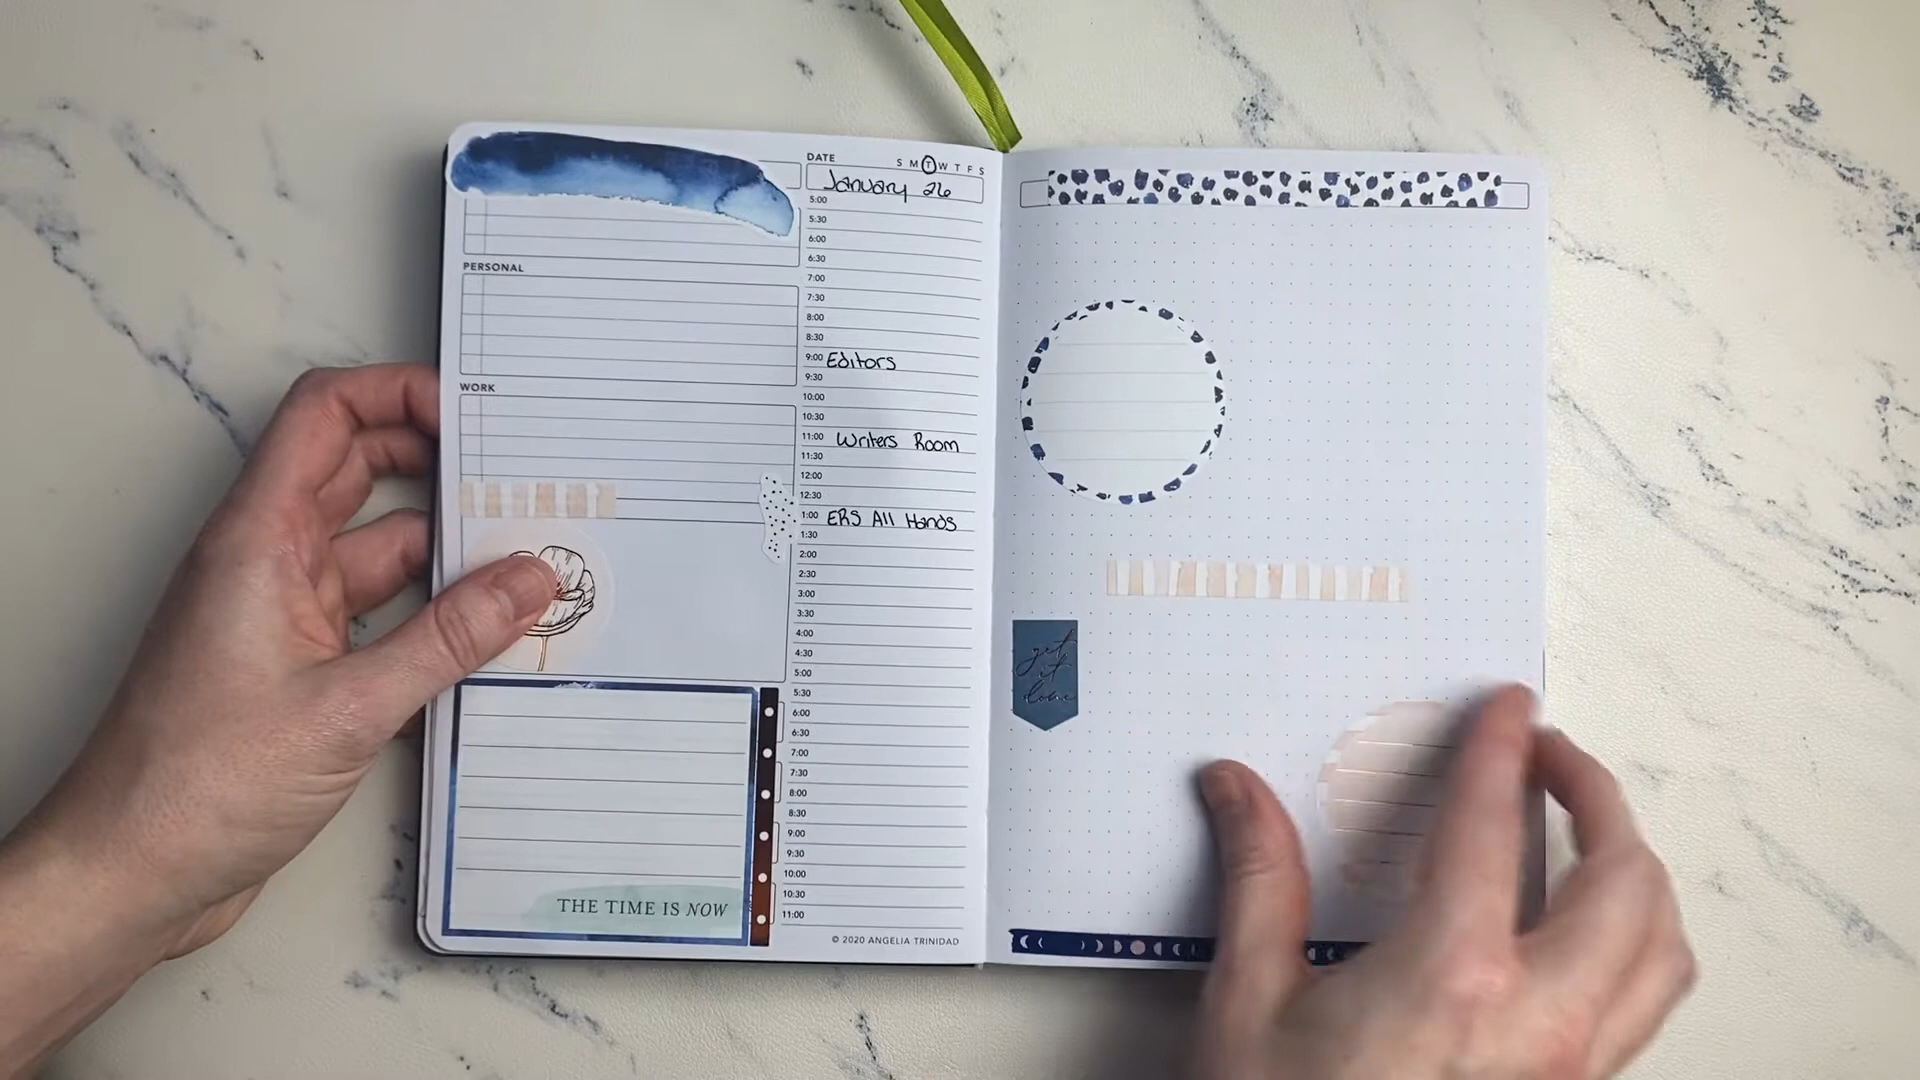 DATE
S M T W T F S
January 26
5:00
5:30
6:00
6:30
PERSONAL
7:00
7:30
8:00
8:30
9:00 Editors
9:30
WORK
10:00
10:30
11:00 Writers Room
11:30
12:00
12:30
1:00 ERS All Hands
1:30
2:00
2:30
3:00
3:30
4:00
4:30
5:00
5:30
6:00
6:30
7:00
7:30
8:00
8:30
9:00
9:30
10:00
10:30
11:00
THE TIME IS NOW
© 2020 ANGELIA TRINIDAD
get
it
done